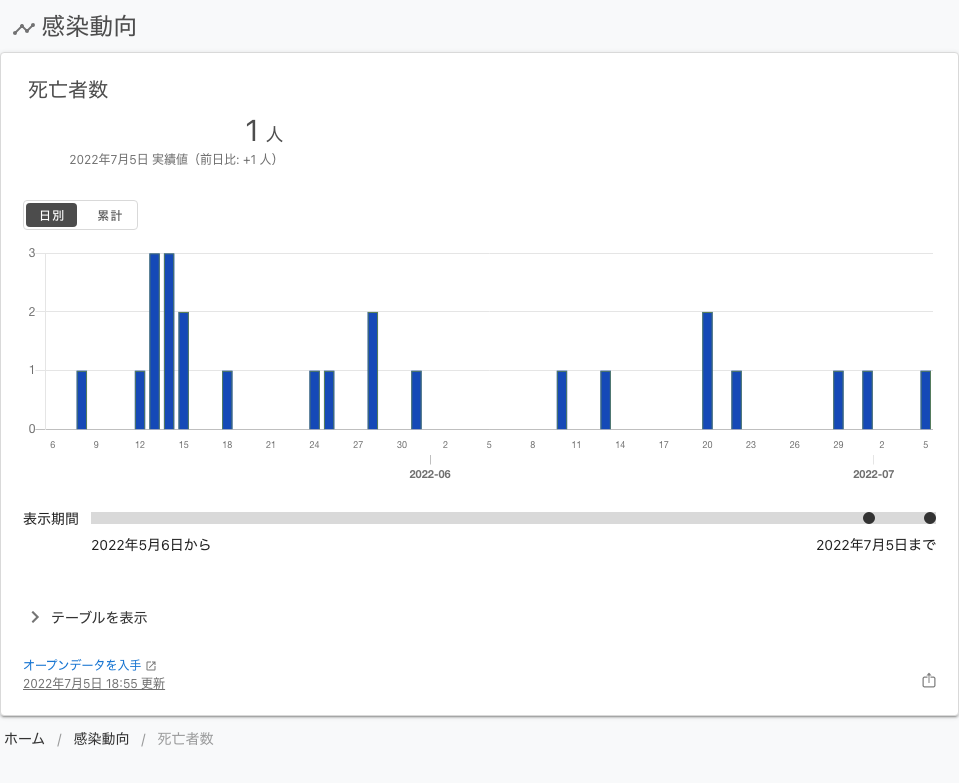 感染動向
死亡者数
1 人
2022年7月5日 実績値（前日比: +1 人）
日別 累計
3
2
1
0
6 9 12 15 18 21 24 27 30 2 5 8 11 14 17 20 23 26 29 2 5
2022-06 2022-07
表示期間
2022年5月6日から 2022年7月5日まで
テーブルを表示
オープンデータを入手
2022年7月5日 18:55 更新
ホーム / 感染動向 / 死亡者数